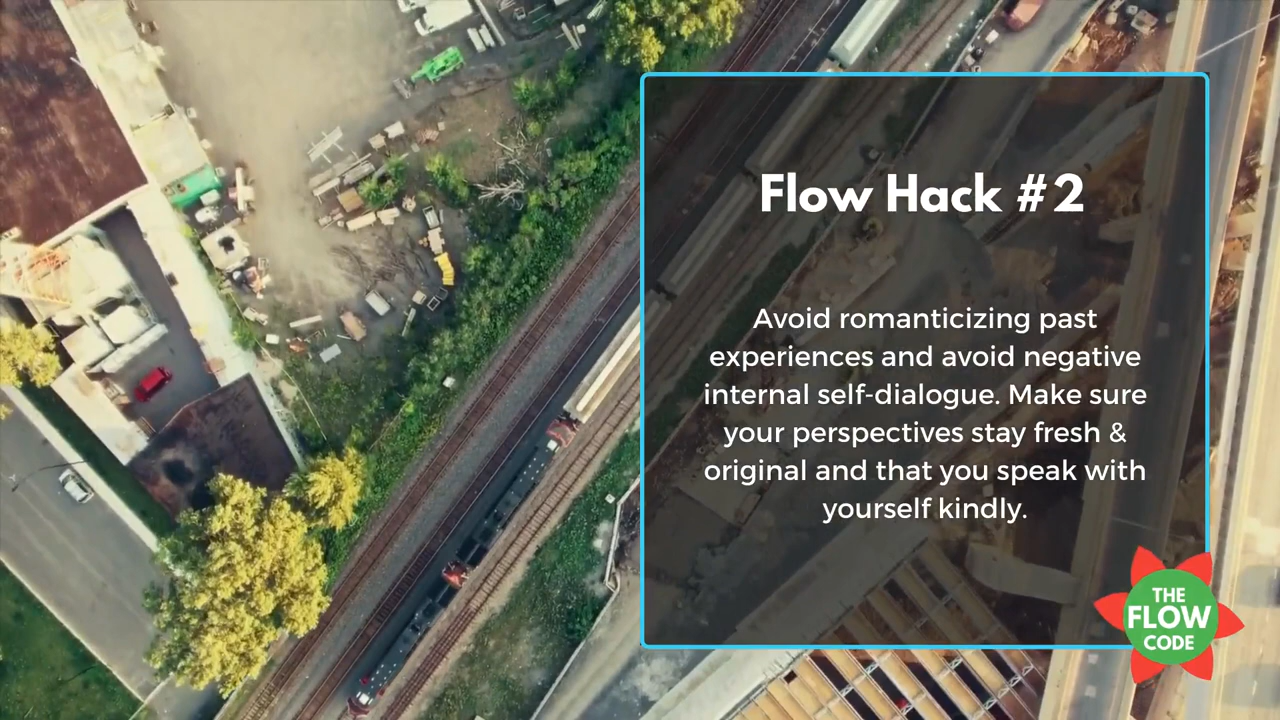 Flow Hack #2
Avoid romanticizing past
experiences and avoid negative
internal self-dialogue. Make sure
your perspectives stay fresh &
original and that you speak with
yourself kindly.
THE
FLOW
CODE